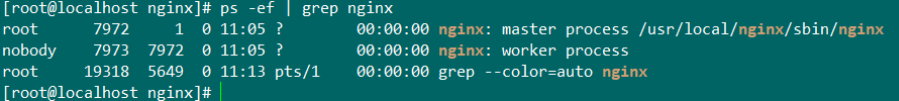 [root@localhost nginx]# ps -ef | grep nginx
root      7972     1  0 11:05 ?        00:00:00 nginx: master process /usr/local/nginx/sbin/nginx
nobody    7973  7972  0 11:05 ?        00:00:00 nginx: worker process
root     19318  5649  0 11:13 pts/1    00:00:00 grep --color=auto nginx
[root@localhost nginx]#